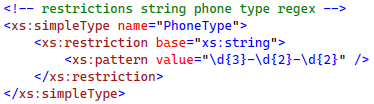 <!-- restrictions string phone type regex -->
<xs:simpleType name="PhoneType">
    <xs:restriction base="xs:string">
        <xs:pattern value="\d{3}-\d{2}-\d{2}" />
    </xs:restriction>
</xs:simpleType>